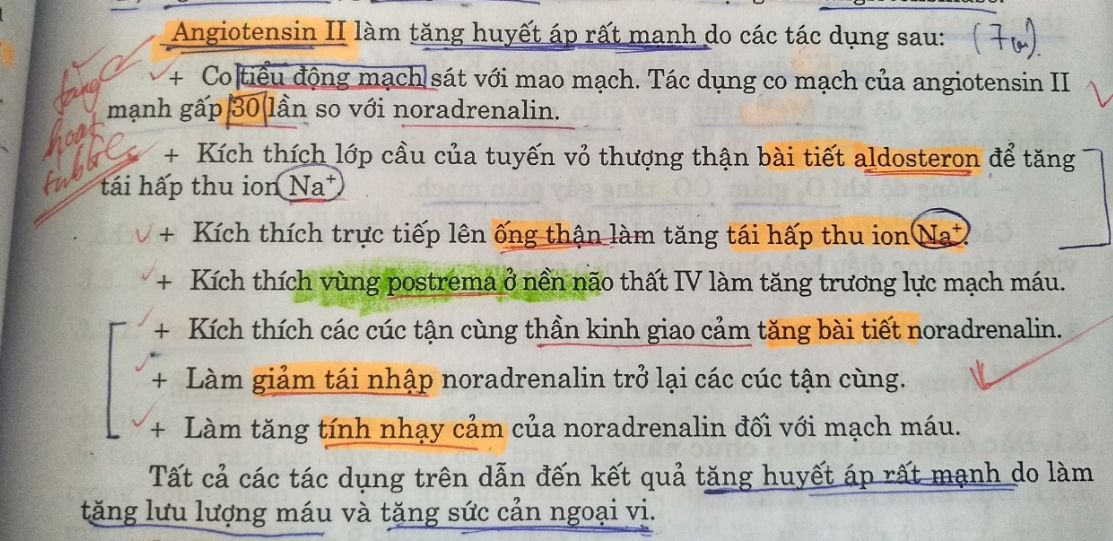 Angiotensin II làm tăng huyết áp rất mạnh do các tác dụng sau:
+ Co tiểu động mạch sát với mao mạch. Tác dụng co mạch của angiotensin II
mạnh gấp 30 lần so với noradrenalin.
+ Kích thích lớp cầu của tuyến vỏ thượng thận bài tiết aldosteron để tăng
tái hấp thu ion Na⁺.
+ Kích thích trực tiếp lên ống thận làm tăng tái hấp thu ion Na⁺.
+ Kích thích vùng postrema ở nền não thất IV làm tăng trương lực mạch máu.
+ Kích thích các cúc tận cùng thần kinh giao cảm tăng bài tiết noradrenalin.
+ Làm giảm tái nhập noradrenalin trở lại các cúc tận cùng.
+ Làm tăng tính nhạy cảm của noradrenalin đối với mạch máu.
Tất cả các tác dụng trên dẫn đến kết quả tăng huyết áp rất mạnh do làm
tăng lưu lượng máu và tăng sức cản ngoại vi.